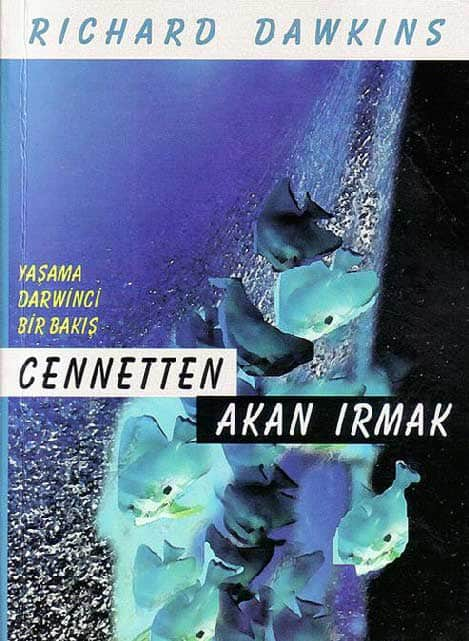 RICHARD DAWKINS
YAŞAMA
DARWİNCİ
BİR BAKIŞ
CENNETTEN
AKAN IRMAK